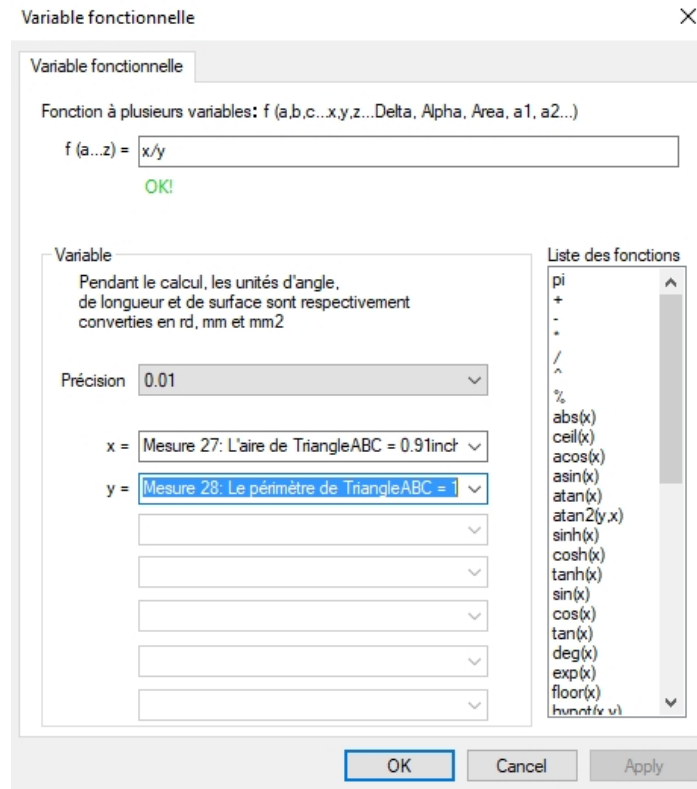 Variable fonctionnelle
Variable fonctionnelle
Fonction à plusieurs variables: f (a,b,c...x,y,z...Delta, Alpha, Area, a1, a2...)
f (a...z) = x/y
OK!
Variable
Pendant le calcul, les unités d'angle,
de longueur et de surface sont respectivement
converties en rd, mm et mm2
Précision 0.01
x = Mesure 27: L'aire de TriangleABC = 0.91inch
y = Mesure 28: Le périmètre de TriangleABC = 1
Liste des fonctions
pi
+
-
*
/
^
%
abs(x)
ceil(x)
acos(x)
asin(x)
atan(x)
atan2(y,x)
sinh(x)
cosh(x)
tanh(x)
sin(x)
cos(x)
tan(x)
deg(x)
exp(x)
floor(x)
hypot(x,y)
OK
Cancel
Apply